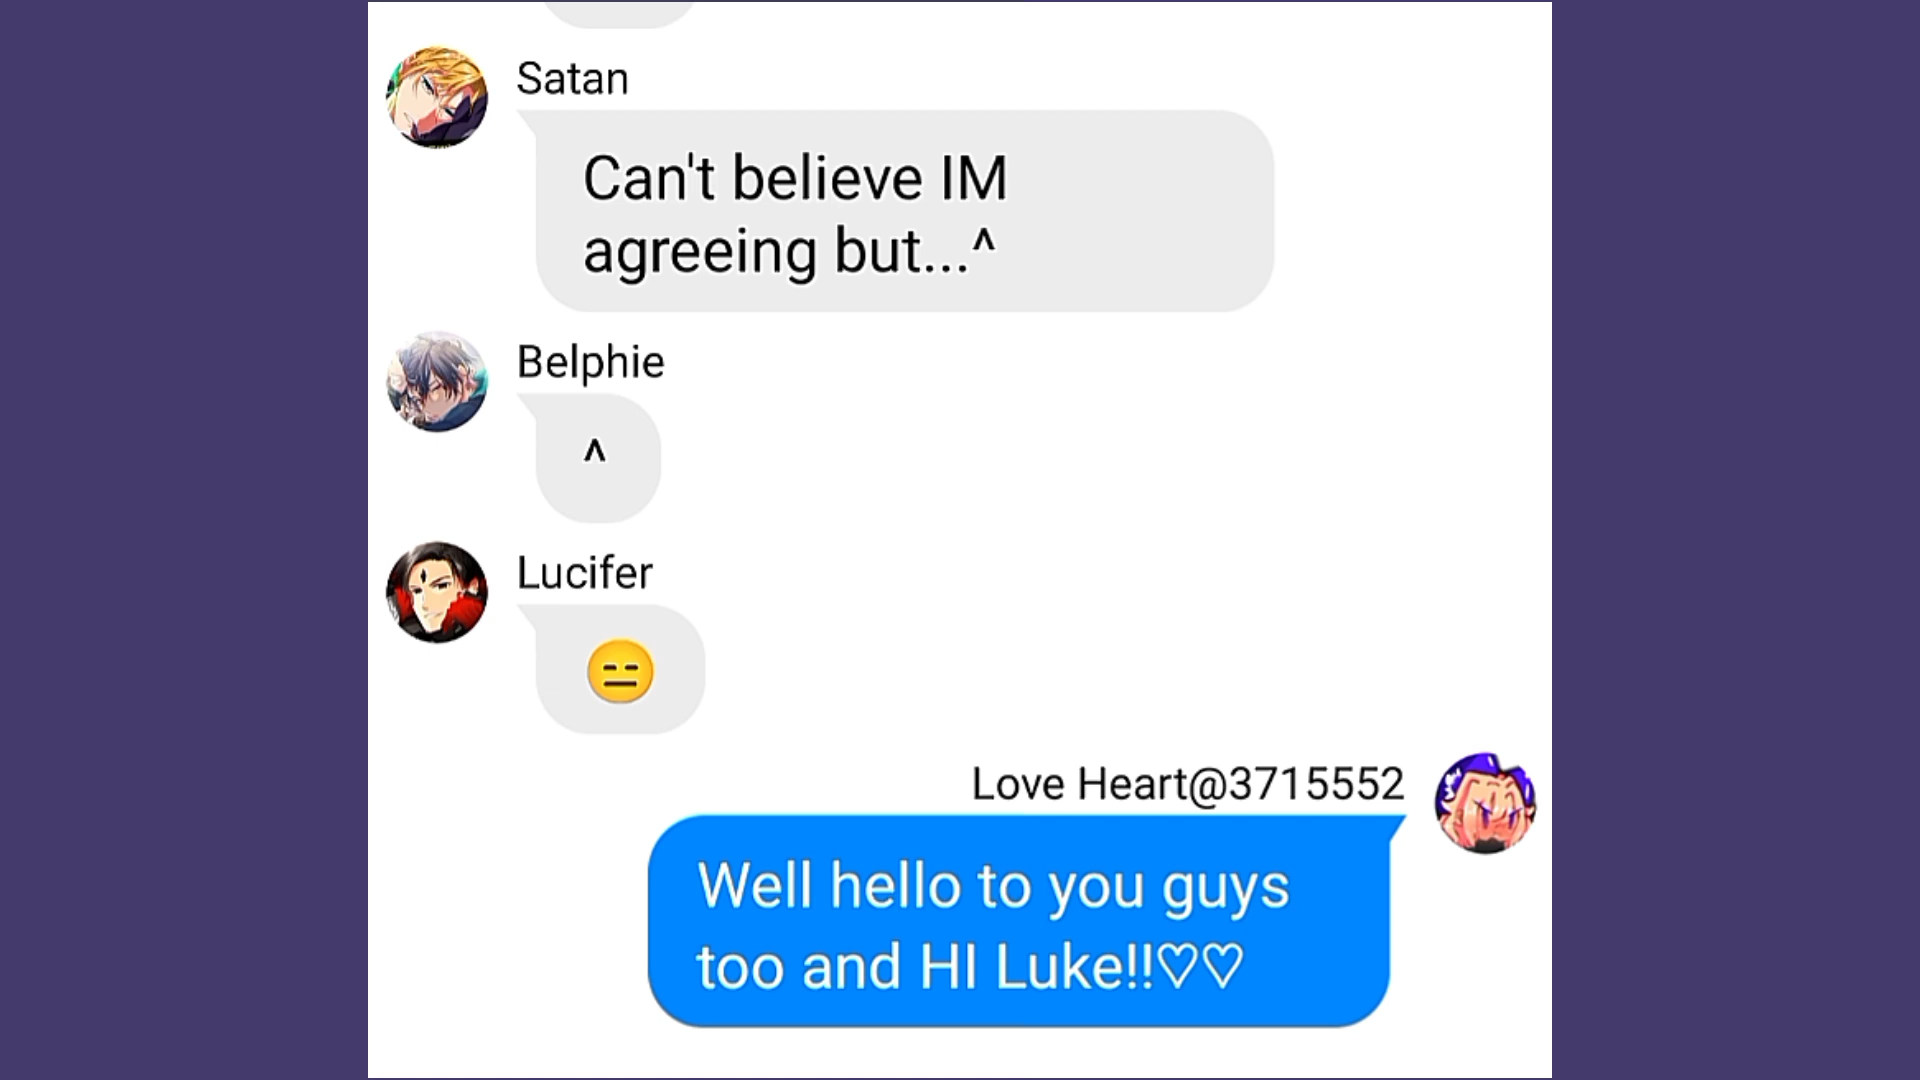 Satan
Can't believe IM
agreeing but...^
Belphie
^
Lucifer
😑
Love Heart@3715552
Well hello to you guys
too and HI Luke!!♡♡